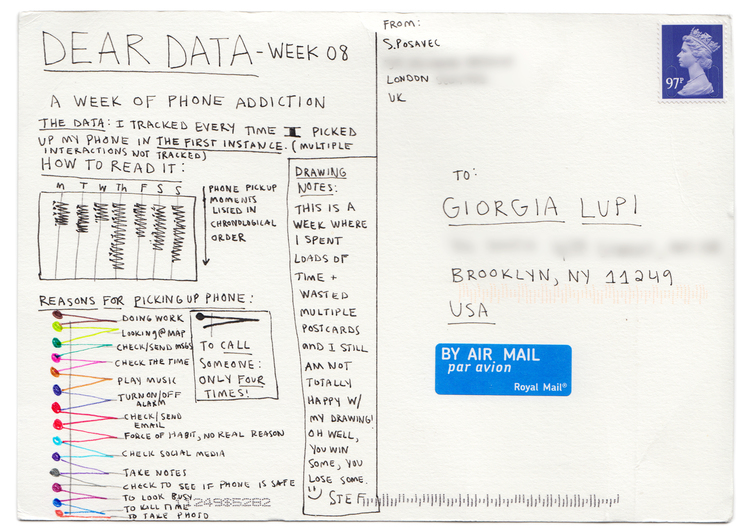 DEAR DATA - WEEK 08
A WEEK OF PHONE ADDICTION
THE DATA: I TRACKED EVERY TIME I PICKED
UP MY PHONE IN THE FIRST INSTANCE. (MULTIPLE
INTERACTIONS NOT TRACKED)
HOW TO READ IT:
M T W Th F S S
PHONE PICKUP
MOMENTS
LISTED IN
CHRONOLOGICAL
ORDER
REASONS FOR PICKING UP PHONE:
DOING WORK
LOOKING@MAP
CHECK/SEND MSGS
CHECK THE TIME
PLAY MUSIC
TURN ON/OFF
ALARM
CHECK/SEND
EMAIL
FORCE OF HABIT, NO REAL REASON
CHECK SOCIAL MEDIA
TAKE NOTES
CHECK TO SEE IF PHONE IS SAFE
TO LOOK BUSY
TO KILL TIME
TO TAKE PHOTO
TO CALL
SOMEONE:
ONLY FOUR
TIMES!
DRAWING
NOTES:
THIS IS A
WEEK WHERE
I SPENT
LOADS OF
TIME +
WASTED
MULTIPLE
POSTCARDS
AND I STILL
AM NOT
TOTALLY
HAPPY W/
MY DRAWING!
OH WELL,
YOU WIN
SOME, YOU
LOSE SOME.
STEF
FROM:
S. POSAVEC
LONDON
UK
97P
TO:
GIORGIA LUPI
BROOKLYN, NY 11249
USA
BY AIR MAIL
par avion
Royal Mail®